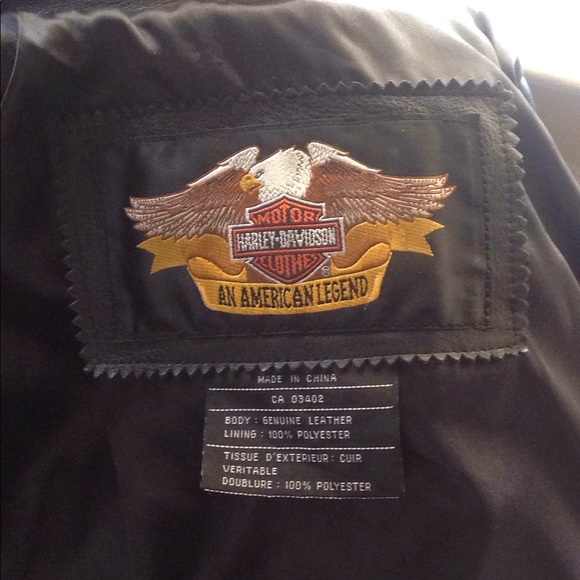 MOTOR
HARLEY-DAVIDSON
CLOTHES
AN AMERICAN LEGEND
MADE IN CHINA
CA 03402
BODY : GENUINE LEATHER
LINING : 100% POLYESTER
TISSUE D'EXTERIEUR : CUIR
VERITABLE
DOUBLURE : 100% POLYESTER